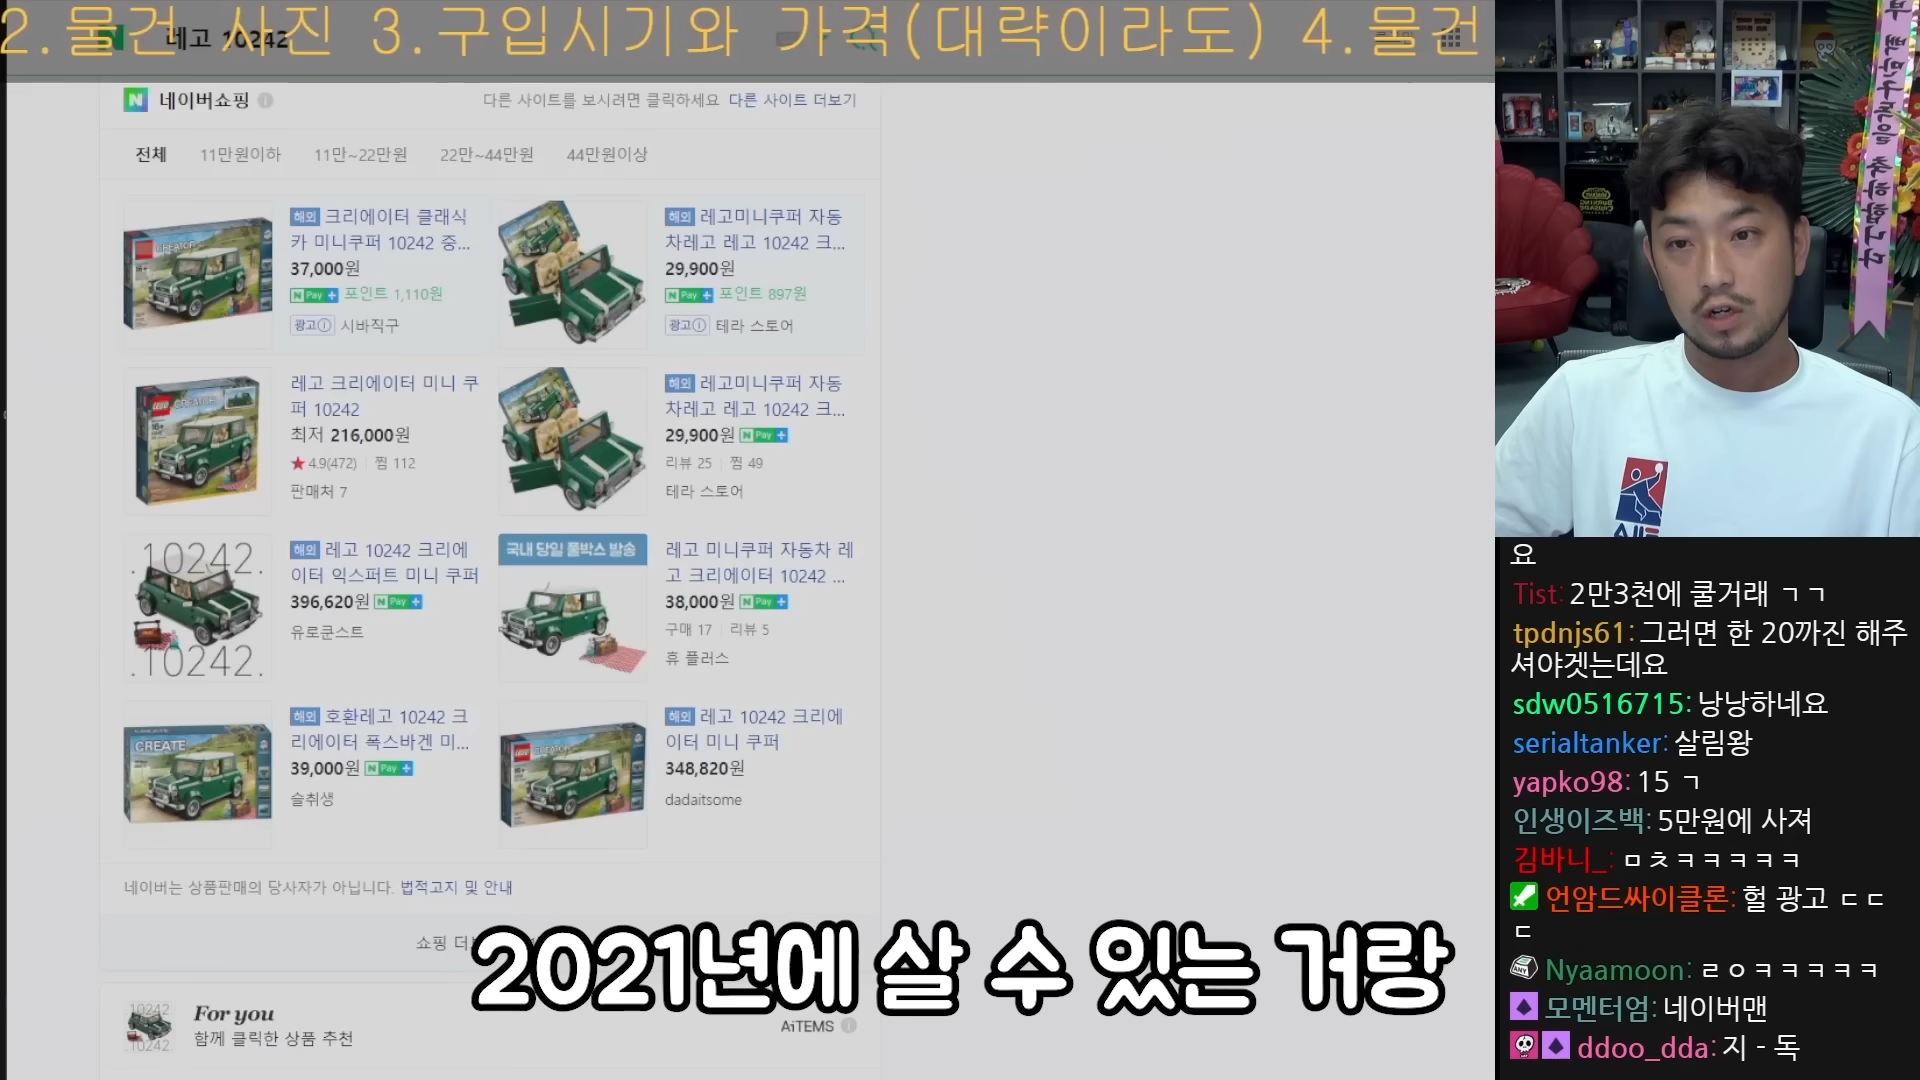 2.물건 사진 3.구입시기와 가격(대략이라도) 4.물건
레고 10242
네이버쇼핑
다른 사이트를 보시려면 클릭하세요 다른 사이트 더보기
전체 11만원이하 11만~22만원 22만~44만원 44만원이상
해외 크리에이터 클래식
카 미니쿠퍼 10242 중...
37,000원
N Pay + 포인트 1,110원
광고 시바직구
해외 레고미니쿠퍼 자동
차레고 레고 10242 크...
29,900원
N Pay + 포인트 897원
광고 테라 스토어
레고 크리에이터 미니 쿠
퍼 10242
최저 216,000원
★ 4.9(472) 찜 112
판매처 7
해외 레고미니쿠퍼 자동
차레고 레고 10242 크...
29,900원 N Pay +
리뷰 25 찜 49
테라 스토어
.10242.
.10242.
해외 레고 10242 크리에
이터 익스퍼트 미니 쿠퍼
396,620원 N Pay +
유로쿤스트
국내 당일 풀박스 발송
레고 미니쿠퍼 자동차 레
고 크리에이터 10242 ...
38,000원 N Pay +
구매 17 리뷰 5
휴 플러스
CREATE
해외 호환레고 10242 크
리에이터 폭스바겐 미...
39,000원 N Pay +
슬취생
해외 레고 10242 크리에
이터 미니 쿠퍼
348,820원
dadaitsome
네이버는 상품판매의 당사자가 아닙니다. 법적고지 및 안내
쇼핑 더
2021년에 살 수 있는 거랑
10242
.10242.
For you
함께 클릭한 상품 추천
AiTEMS
요
Tist: 2만3천에 쿨거래 ㄱㄱ
tpdnjs61: 그러면 한 20까진 해주
셔야겟는데요
sdw0516715: 낭낭하네요
serialtanker: 살림왕
yapko98: 15 ㄱ
인생이즈백: 5만원에 사져
김바니_: ㅁㅊㅋㅋㅋㅋㅋ
언암드싸이클론: 헐 광고 ㄷㄷ
ㄷ
Nyaamoon: ㄹㅇㅋㅋㅋㅋㅋ
모멘터엄: 네이버맨
ddoo_dda: 지 - 독